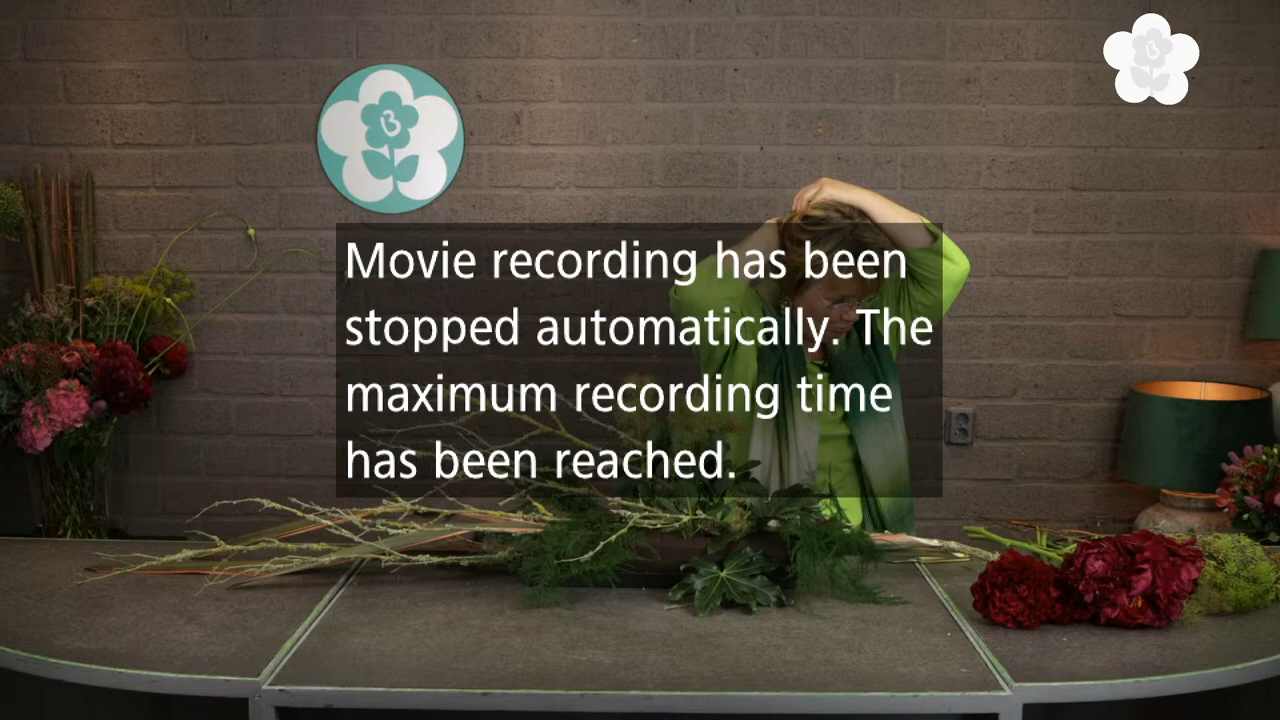 B
B
Movie recording has been
stopped automatically. The
maximum recording time
has been reached.